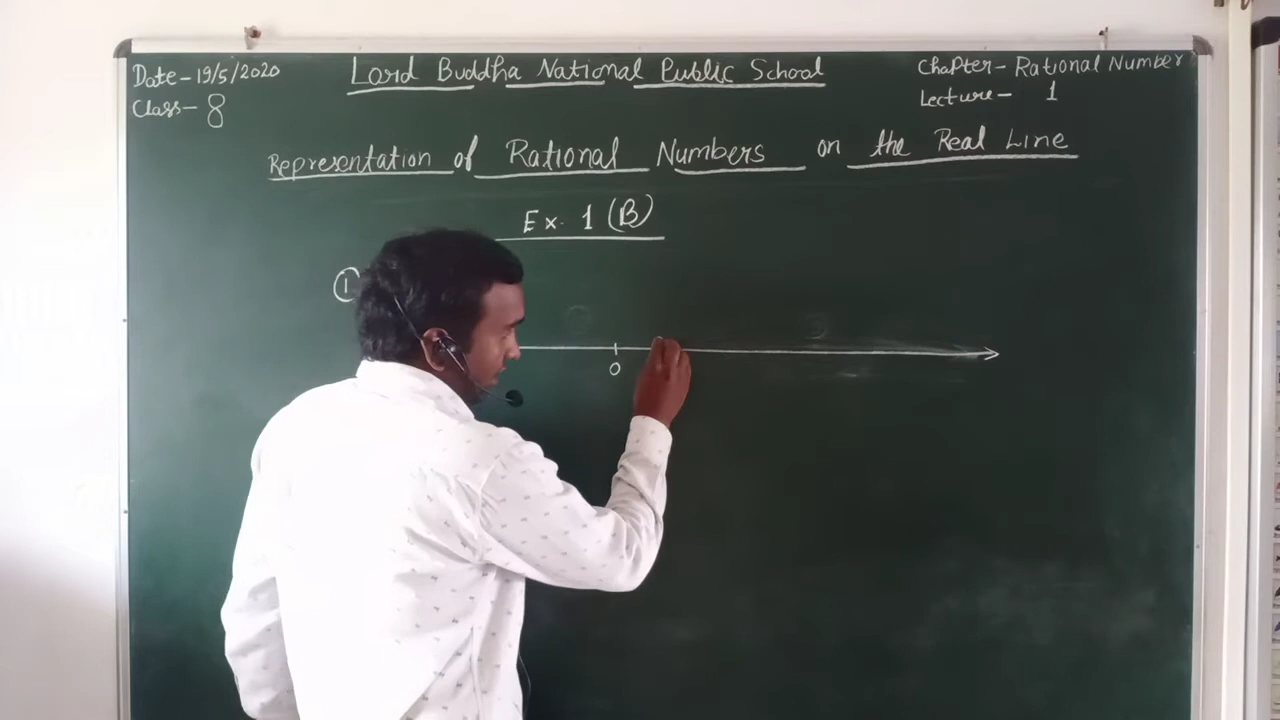 Date - 19/5/2020
Class - 8
Lord Buddha National Public School
Chapter - Rational Number
Lecture - 1
Representation of Rational Numbers on the Real Line
Ex. 1 (B)
1
0